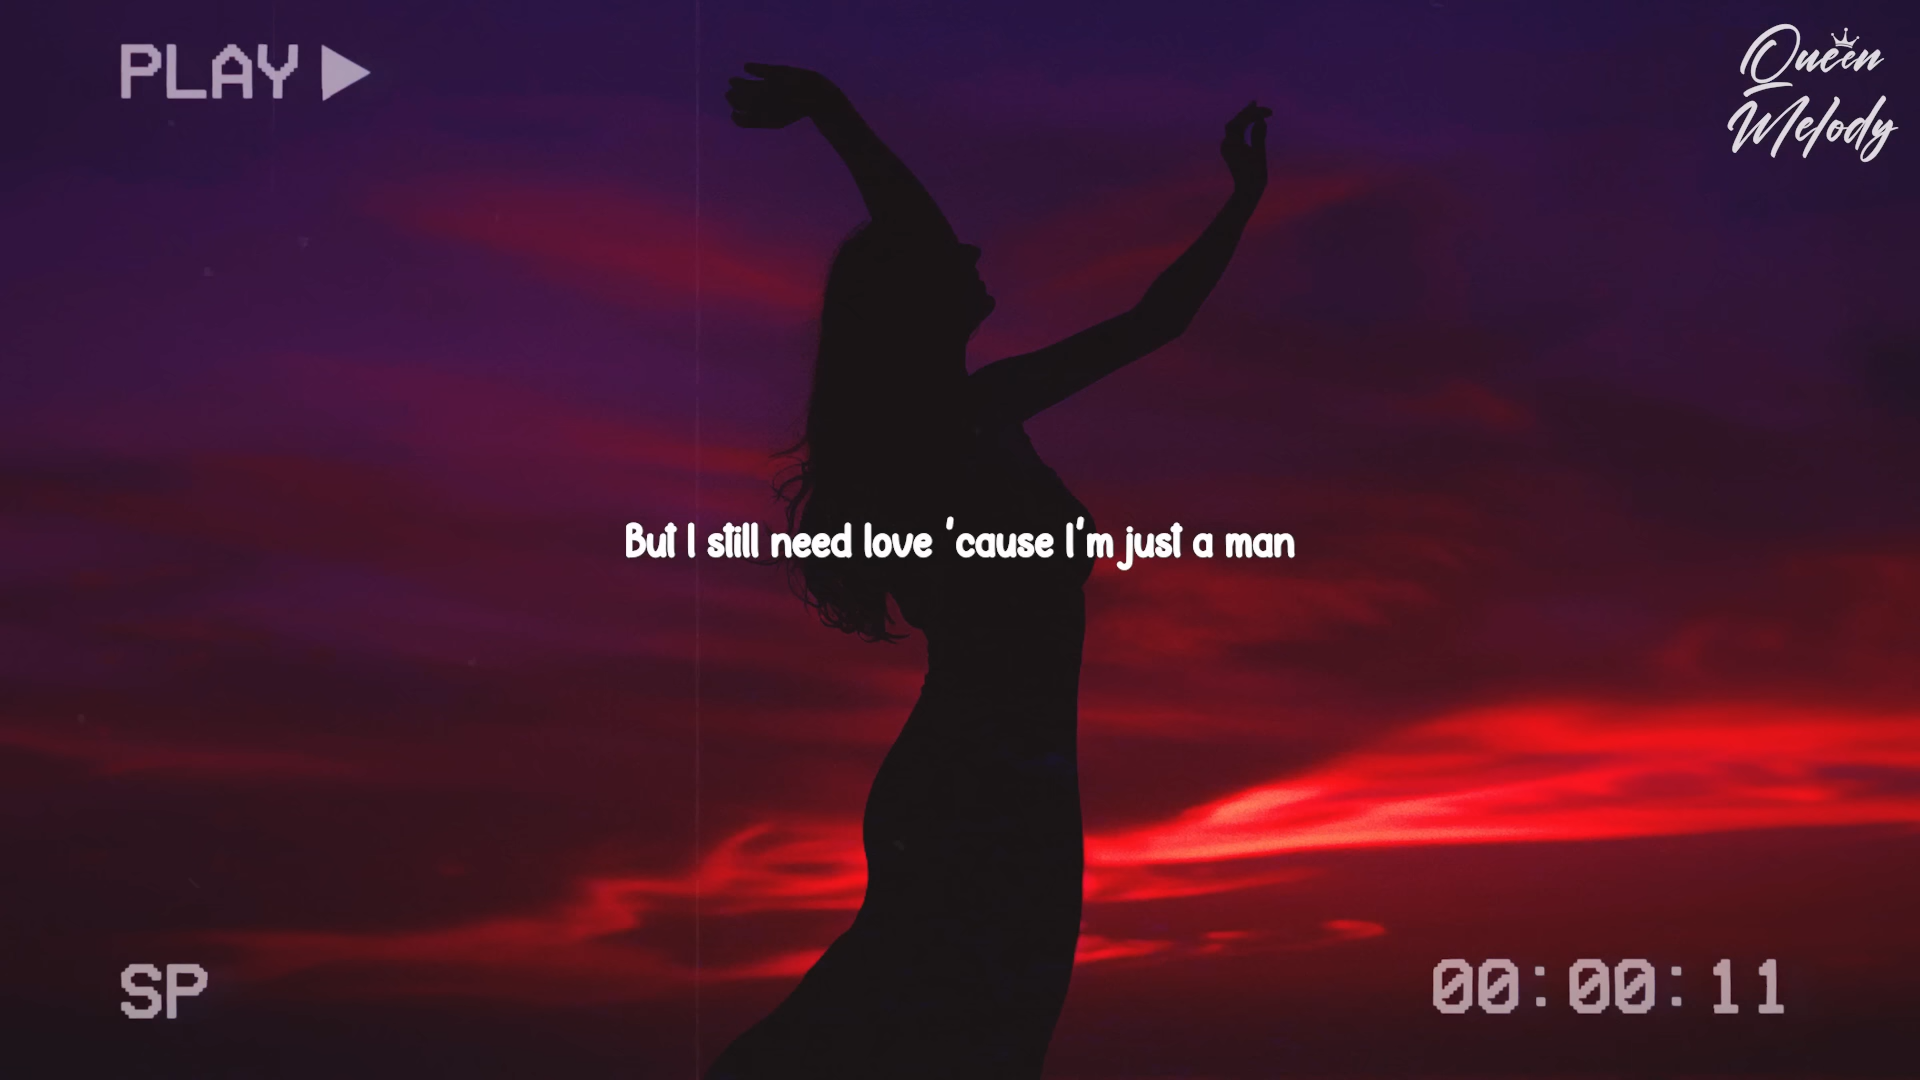 PLAY
Queen
Melody
But I still need love 'cause I'm just a man
SP
00:00:11